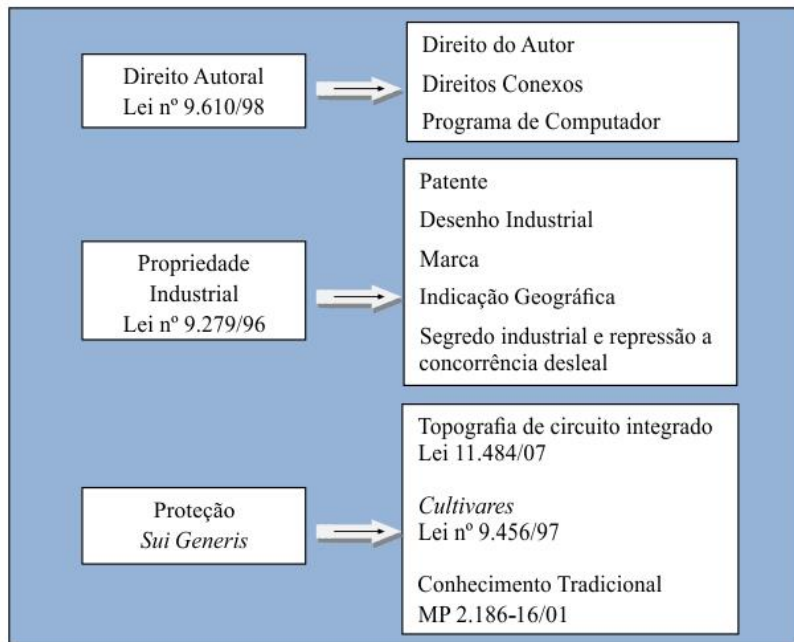 Direito Autoral
Lei nº 9.610/98
Direito do Autor
Direitos Conexos
Programa de Computador
Propriedade
Industrial
Lei nº 9.279/96
Patente
Desenho Industrial
Marca
Indicação Geográfica
Segredo industrial e repressão a
concorrência desleal
Proteção
Sui Generis
Topografia de circuito integrado
Lei 11.484/07
Cultivares
Lei nº 9.456/97
Conhecimento Tradicional
MP 2.186-16/01